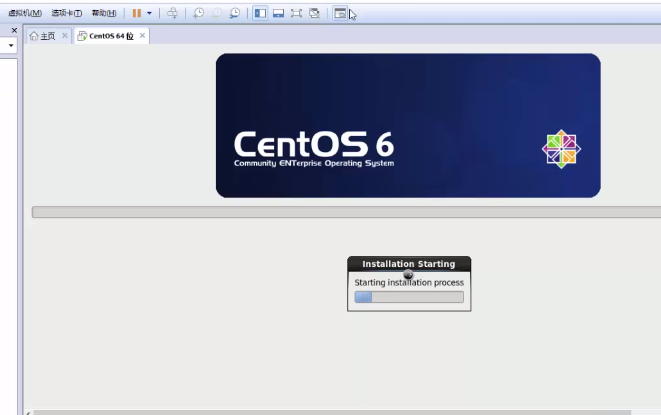 虚拟机(M) 选项卡(T) 帮助(H)
主页 CentOS 64 位
CentOS 6
Community ENTerprise Operating System
Installation Starting
Starting installation process